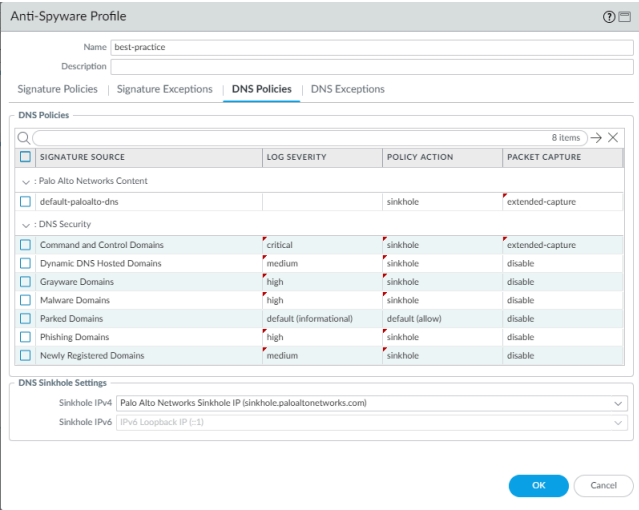 Anti-Spyware Profile
Name best-practice
Description
Signature Policies Signature Exceptions DNS Policies DNS Exceptions
DNS Policies
8 items
SIGNATURE SOURCE LOG SEVERITY POLICY ACTION PACKET CAPTURE
: Palo Alto Networks Content
default-paloalto-dns sinkhole extended-capture
: DNS Security
Command and Control Domains critical sinkhole extended-capture
Dynamic DNS Hosted Domains medium sinkhole disable
Grayware Domains high sinkhole disable
Malware Domains high sinkhole disable
Parked Domains default (informational) default (allow) disable
Phishing Domains high sinkhole disable
Newly Registered Domains medium sinkhole disable
DNS Sinkhole Settings
Sinkhole IPv4 Palo Alto Networks Sinkhole IP (sinkhole.paloaltonetworks.com)
Sinkhole IPv6 IPv6 Loopback IP (::1)
OK Cancel